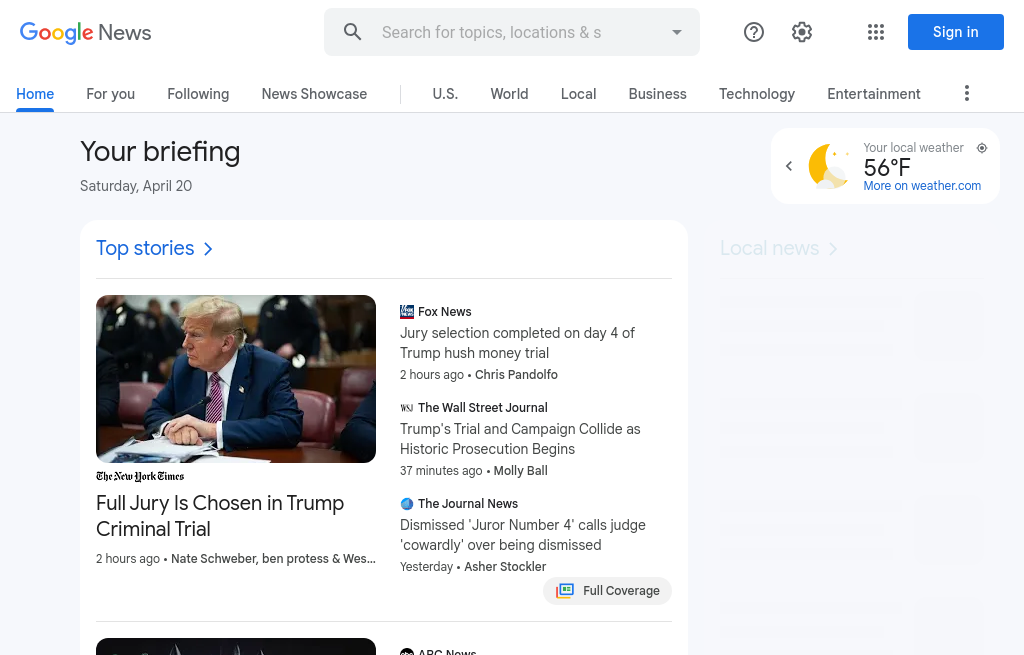 Google News
Search for topics, locations & s
Sign in
Home
For you
Following
News Showcase
U.S.
World
Local
Business
Technology
Entertainment
Your briefing
Saturday, April 20
Your local weather
56°F
More on weather.com
Top stories
Local news
The New York Times
Full Jury Is Chosen in Trump
Criminal Trial
2 hours ago • Nate Schweber, ben protess & Wes...
Fox News
Jury selection completed on day 4 of
Trump hush money trial
2 hours ago • Chris Pandolfo
WSJ The Wall Street Journal
Trump's Trial and Campaign Collide as
Historic Prosecution Begins
37 minutes ago • Molly Ball
The Journal News
Dismissed 'Juror Number 4' calls judge
'cowardly' over being dismissed
Yesterday • Asher Stockler
Full Coverage
ABC News